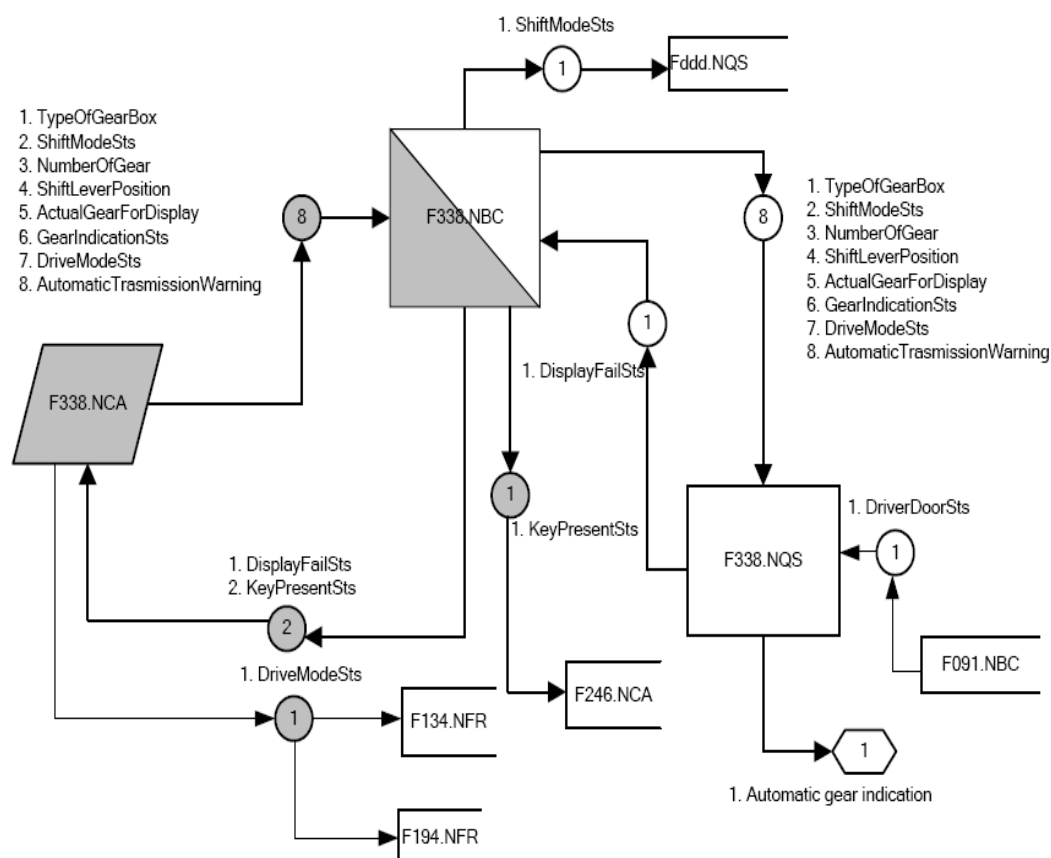 1. ShiftModeSts
1
Fddd.NQS
1. TypeOfGearBox
2. ShiftModeSts
3. NumberOfGear
4. ShiftLeverPosition
5. ActualGearForDisplay
6. GearIndicationSts
7. DriveModeSts
8. AutomaticTrasmissionWarning
8
F338.NBC
8
1. TypeOfGearBox
2. ShiftModeSts
3. NumberOfGear
4. ShiftLeverPosition
5. ActualGearForDisplay
6. GearIndicationSts
7. DriveModeSts
8. AutomaticTrasmissionWarning
1
1. DisplayFailSts
F338.NCA
1
1. KeyPresentSts
1. DriverDoorSts
1
F338.NQS
1. DisplayFailSts
2. KeyPresentSts
2
F091.NBC
1. DriveModeSts
1
F134.NFR
F246.NCA
1
1. Automatic gear indication
F194.NFR